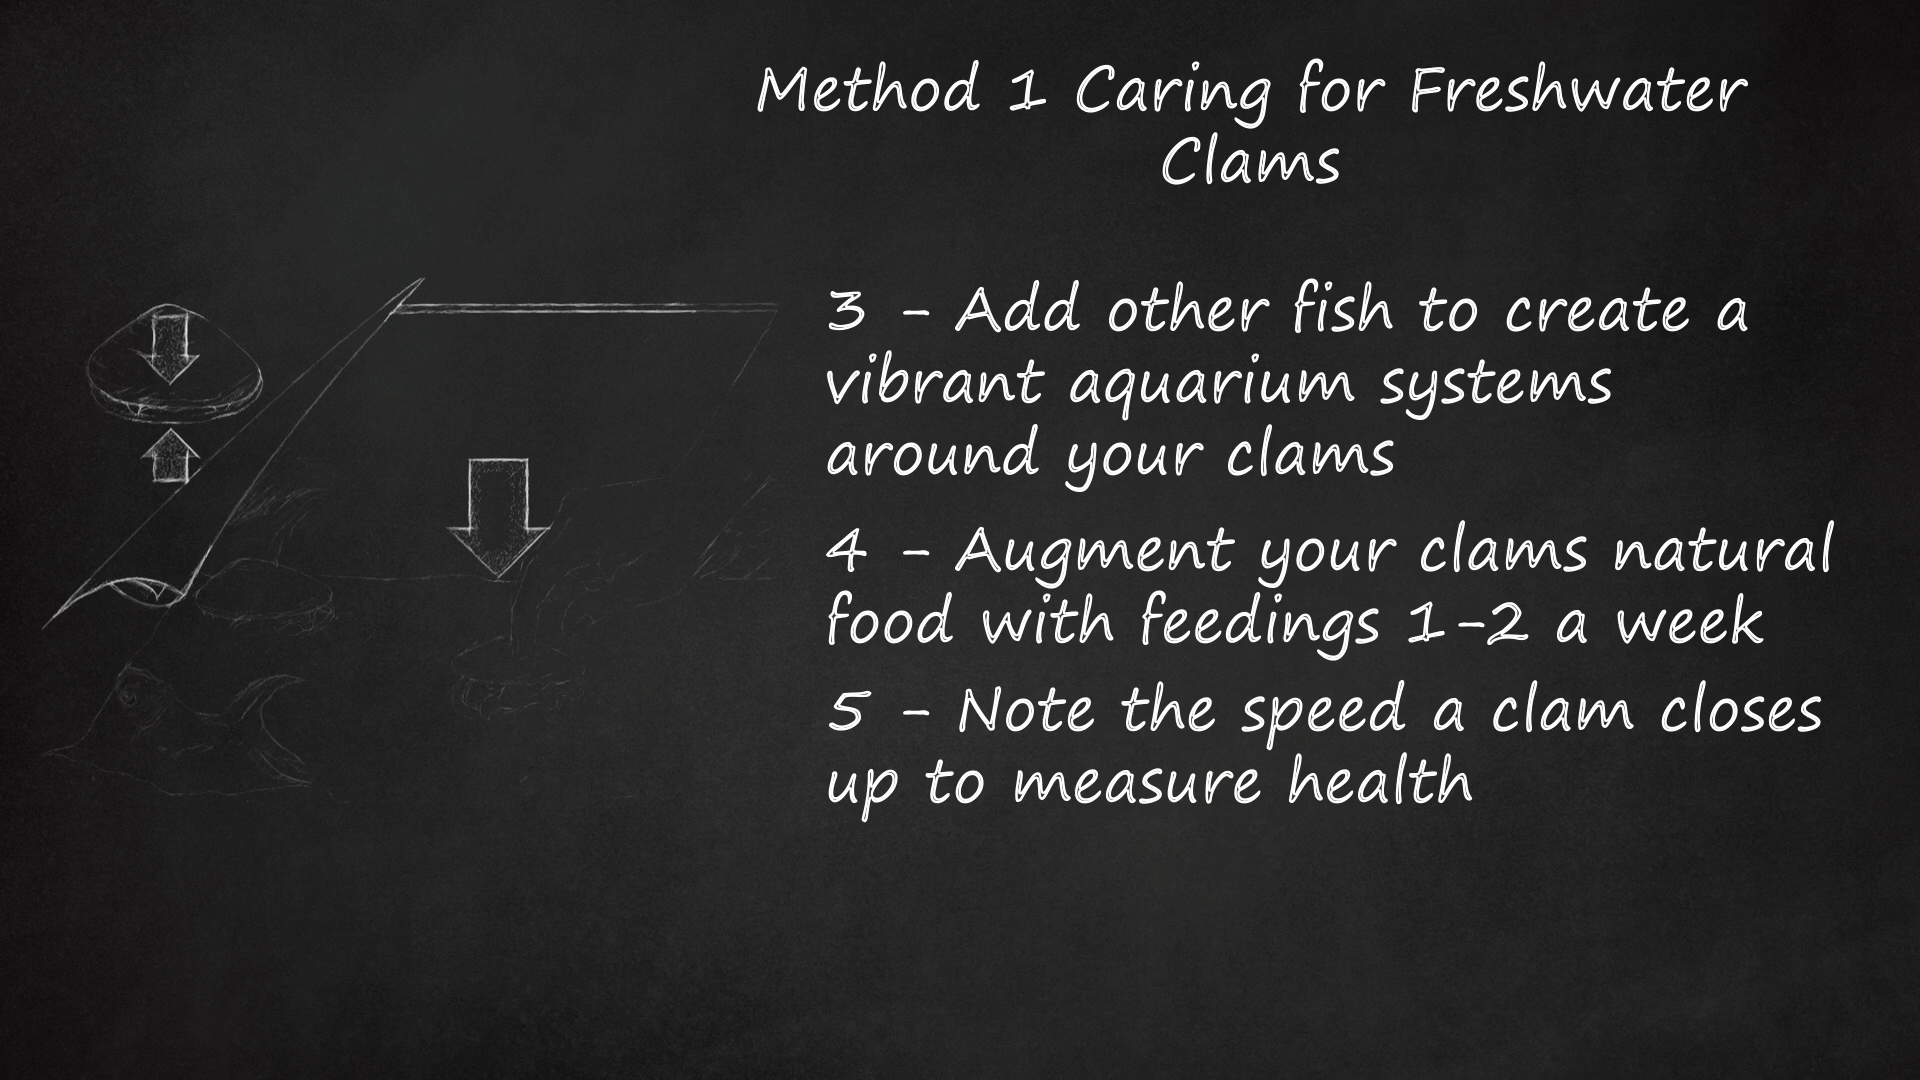 Method 1 Caring for Freshwater
Clams
3 - Add other fish to create a
vibrant aquarium systems
around your clams
4 - Augment your clams natural
food with feedings 1-2 a week
5 - Note the speed a clam closes
up to measure health